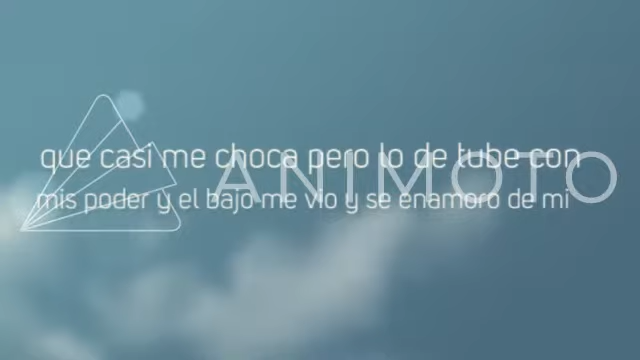 que casi me choca pero lo de tube con
mis poder y el bajo me vio y se enamoro de mi
ANIMOTO